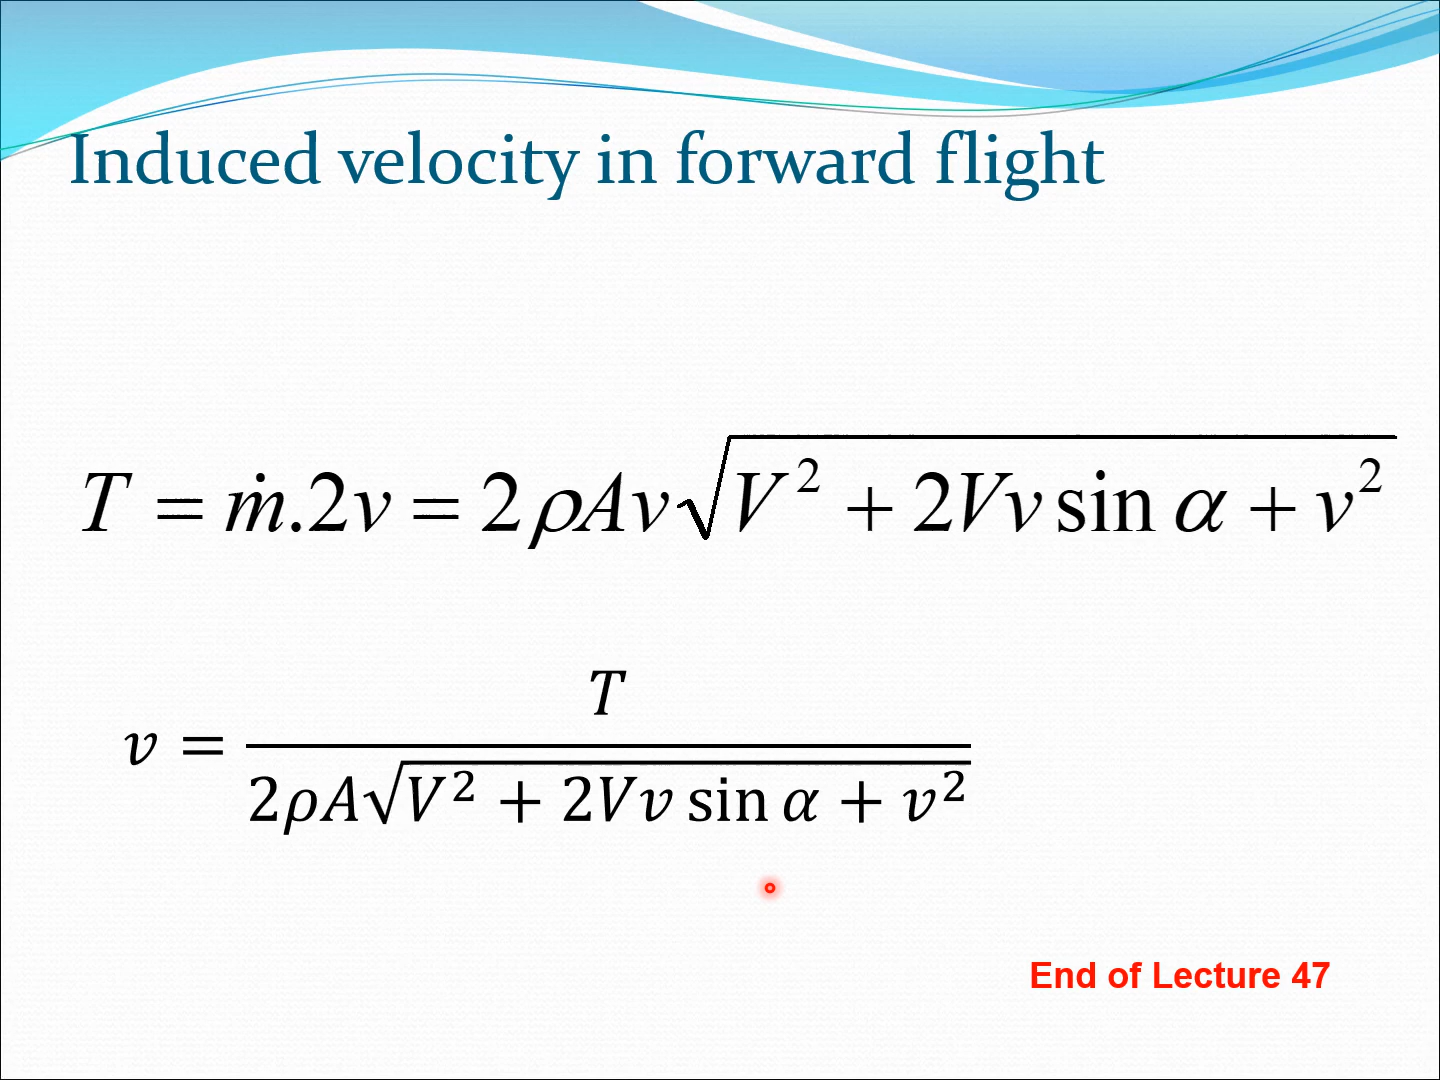 Induced velocity in forward flight
T = ṁ.2v = 2ρAv√(V² + 2Vv sin α + v²)
v = T / (2ρA√(V² + 2Vv sin α + v²))
End of Lecture 47